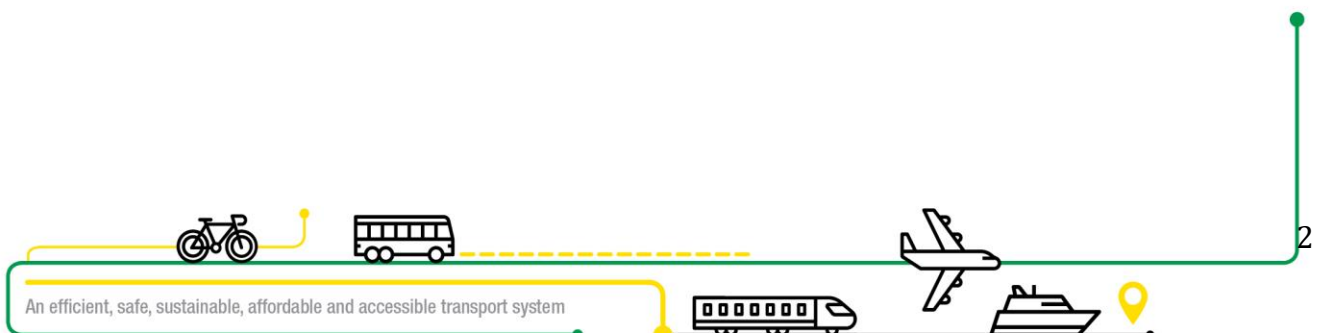 2
An efficient, safe, sustainable, affordable and accessible transport system